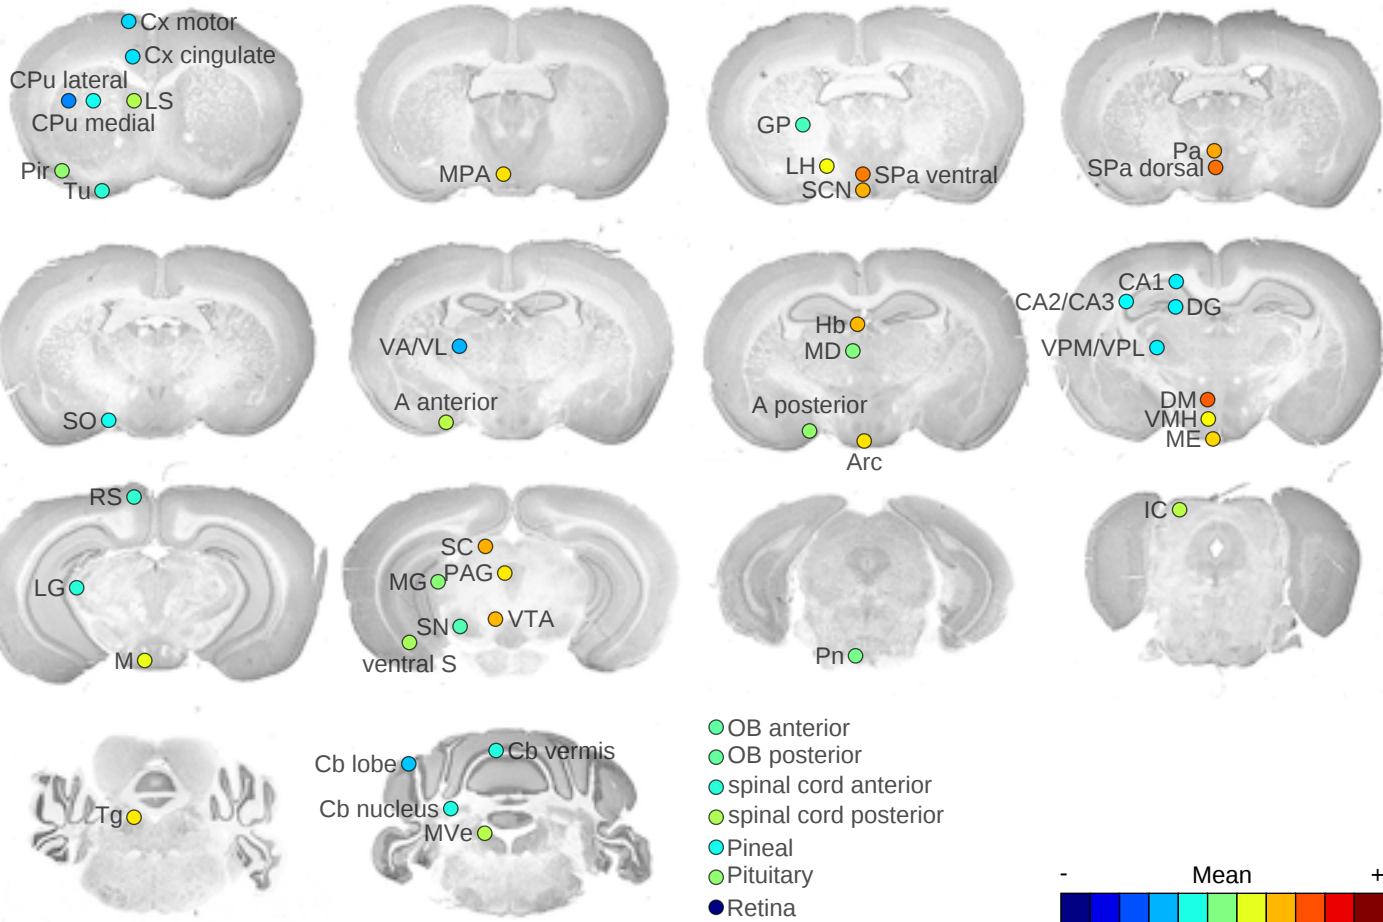 Cx motor
Cx cingulate
CPu lateral
LS
CPu medial
Pir
Tu
MPA
GP
LH
SPa ventral
SCN
Pa
SPa dorsal
SO
VA/VL
A anterior
Hb
MD
A posterior
Arc
CA1
CA2/CA3
DG
VPM/VPL
DM
VMH
ME
RS
LG
M
SC
PAG
MG
VTA
SN
ventral S
Pn
IC
Tg
Cb vermis
Cb lobe
Cb nucleus
MVe
OB anterior
OB posterior
spinal cord anterior
spinal cord posterior
Pineal
Pituitary
Retina
- Mean +